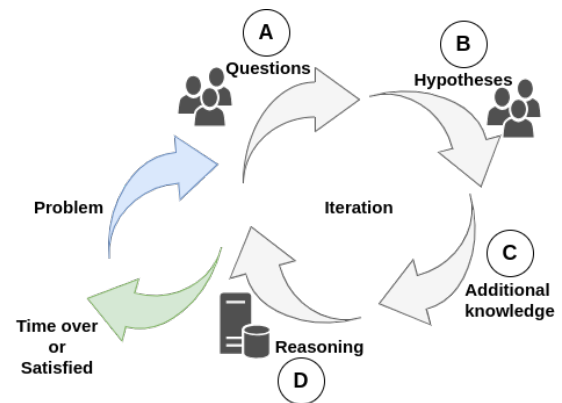 A
Questions
B
Hypotheses
Problem
Iteration
C
Additional
knowledge
Time over
or
Satisfied
Reasoning
D